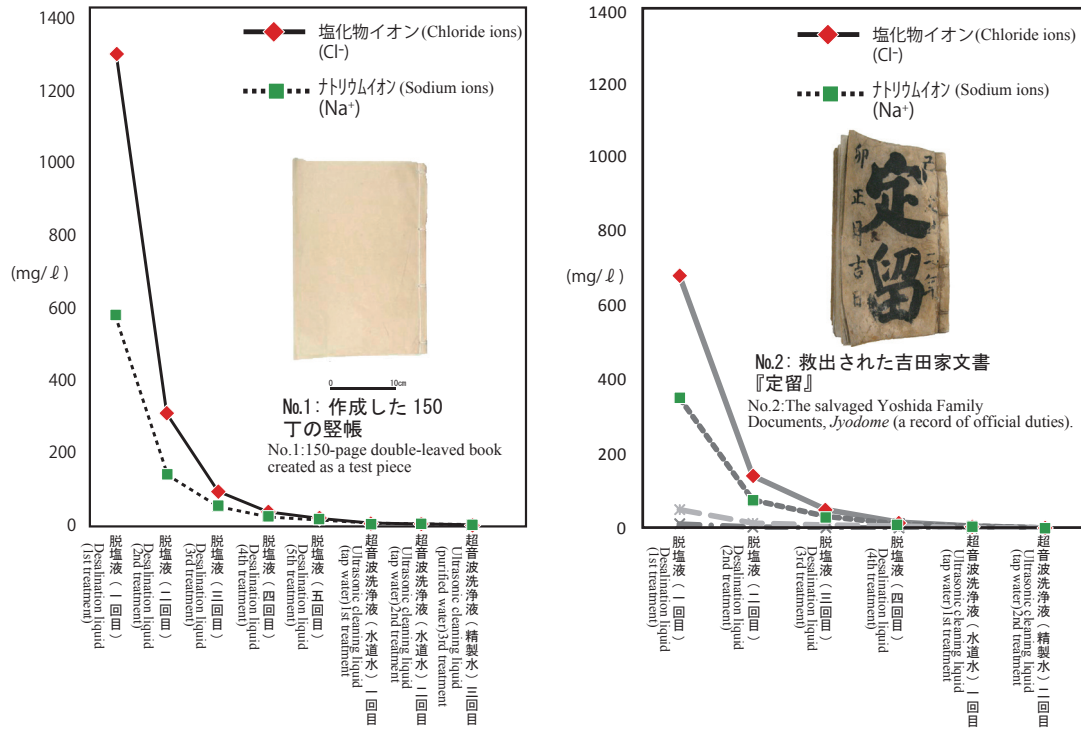 1400
1200
1000
800
(mg/ℓ)
600
400
200
0
塩化物イオン(Chloride ions)
(Cl-)
ナトリウムイオン(Sodium ions)
(Na+)
0 10cm
No.1: 作成した 150
丁の竪帳
No.1:150-page double-leaved book
created as a test piece
脱塩液(一回目)
Desalination liquid
(1st treatment)
脱塩液(二回目)
Desalination liquid
(2nd treatment)
脱塩液(三回目)
Desalination liquid
(3rd treatment)
脱塩液(四回目)
Desalination liquid
(4th treatment)
脱塩液(五回目)
Desalination liquid
(5th treatment)
超音波洗浄液(水道水)一回目
Ultrasonic cleaning liquid
(tap water)1st treatment
超音波洗浄液(水道水)二回目
Ultrasonic cleaning liquid
(tap water)2nd treatment
超音波洗浄液(精製水)三回目
Ultrasonic cleaning liquid
(purified water)3rd treatment
1400
1200
1000
800
(mg/ℓ)
600
400
200
0
塩化物イオン(Chloride ions)
(Cl-)
ナトリウムイオン(Sodium ions)
(Na+)
定留
卯正月吉日
No.2: 救出された吉田家文書
『定留』
No.2:The salvaged Yoshida Family
Documents, Jyodome (a record of official duties).
脱塩液(一回目)
Desalination liquid
(1st treatment)
脱塩液(二回目)
Desalination liquid
(2nd treatment)
脱塩液(三回目)
Desalination liquid
(3rd treatment)
脱塩液(四回目)
Desalination liquid
(4th treatment)
超音波洗浄液(水道水)一回目
Ultrasonic cleaning liquid
(tap water)1st treatment
超音波洗浄液(精製水)二回目
Ultrasonic cleaning liquid
(tap water)2nd treatment